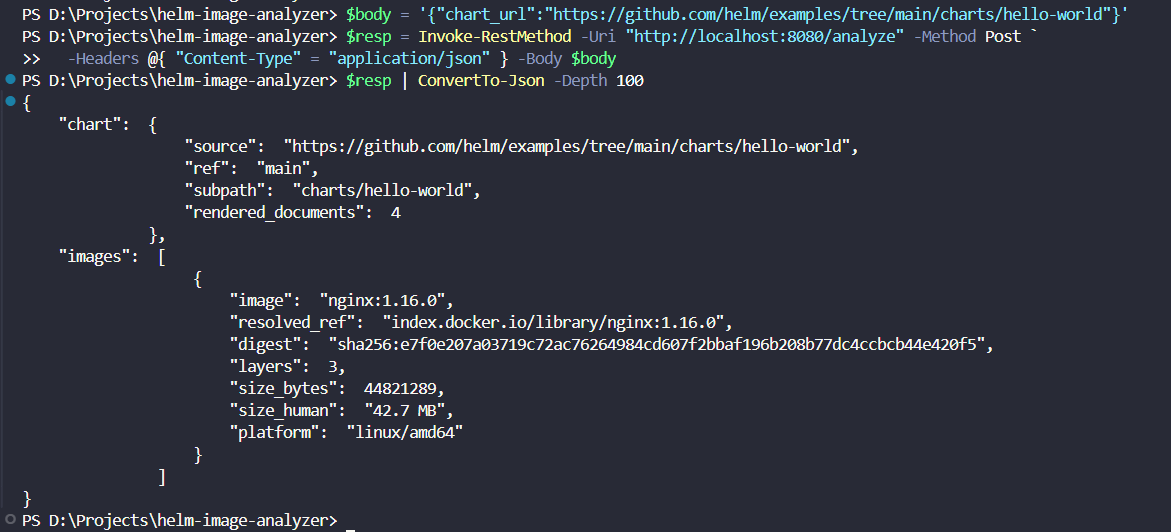 PS D:\Projects\helm-image-analyzer> $body = '{"chart_url":"https://github.com/helm/examples/tree/main/charts/hello-world"}'
PS D:\Projects\helm-image-analyzer> $resp = Invoke-RestMethod -Uri "http://localhost:8080/analyze" -Method Post `
>>   -Headers @{ "Content-Type" = "application/json" } -Body $body
PS D:\Projects\helm-image-analyzer> $resp | ConvertTo-Json -Depth 100
{
    "chart":  {
                  "source":  "https://github.com/helm/examples/tree/main/charts/hello-world",
                  "ref":  "main",
                  "subpath":  "charts/hello-world",
                  "rendered_documents":  4
              },
    "images":  [
                   {
                       "image":  "nginx:1.16.0",
                       "resolved_ref":  "index.docker.io/library/nginx:1.16.0",
                       "digest":  "sha256:e7f0e207a03719c72ac76264984cd607f2bbaf196b208b77dc4ccbcb44e420f5",
                       "layers":  3,
                       "size_bytes":  44821289,
                       "size_human":  "42.7 MB",
                       "platform":  "linux/amd64"
                   }
               ]
}
PS D:\Projects\helm-image-analyzer>